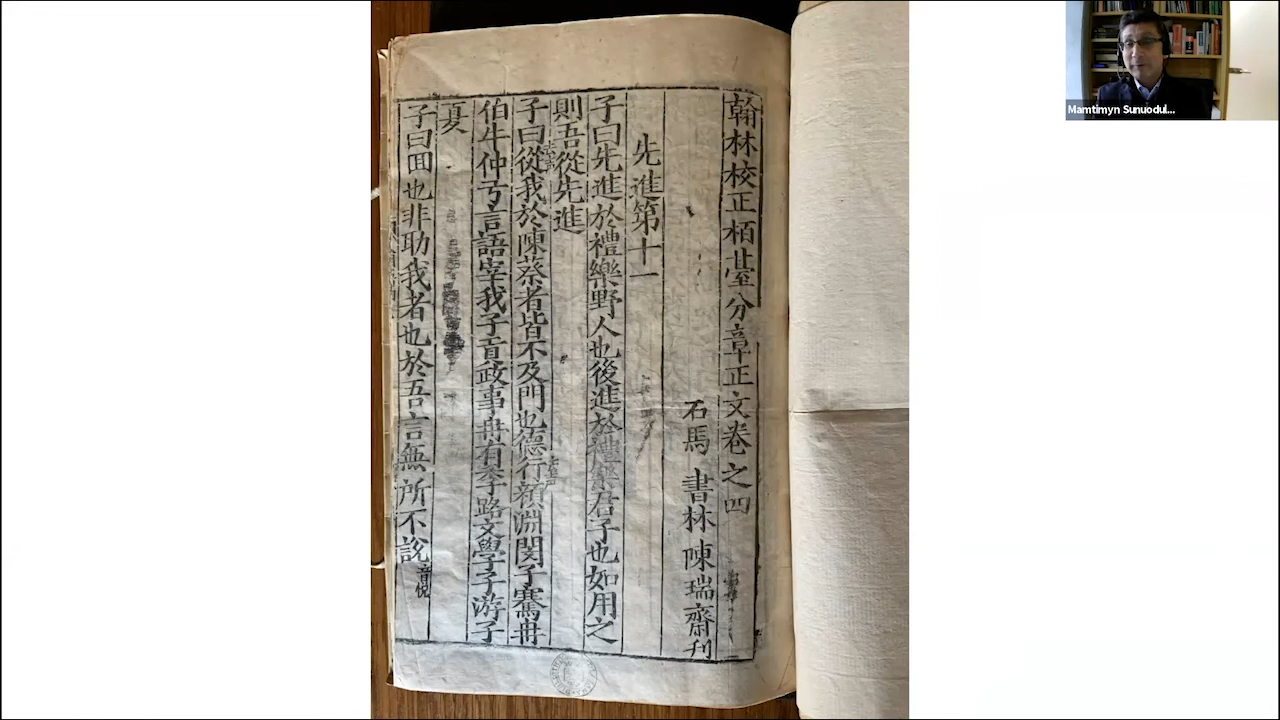 翰林校正栢臺分章正文卷之四
石馬 書林 陳瑞齋刊
先進第十一
子曰先進於禮樂野人也後進於禮樂君子也如用之
則吾從先進
子曰從我於陳蔡者皆不及門也德行顏淵閔子騫冉
伯牛仲弓言語宰我子貢政事冉有季路文學子游子
夏
子曰回也非助我者也於吾言無所不說音悅
Mamtimyn Sunuodul...